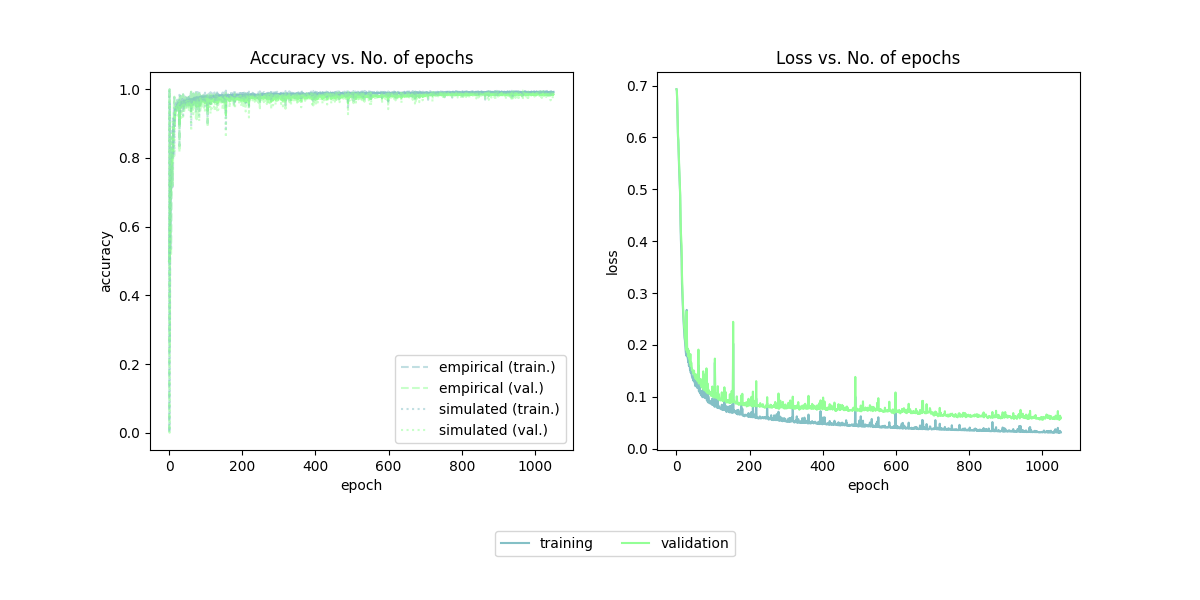 Accuracy vs. No. of epochs
accuracy
1.0
0.8
0.6
0.4
0.2
0.0
empirical (train.)
empirical (val.)
simulated (train.)
simulated (val.)
0 200 400 600 800 1000
epoch
Loss vs. No. of epochs
loss
0.7
0.6
0.5
0.4
0.3
0.2
0.1
0.0
0 200 400 600 800 1000
epoch
training validation